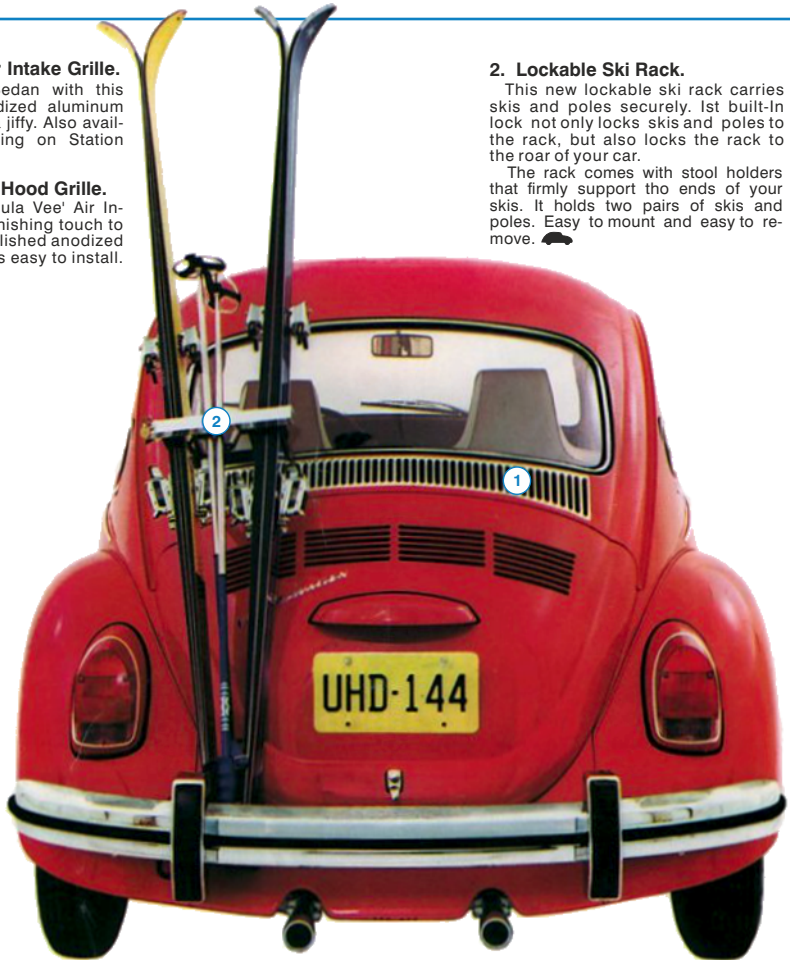 Intake Grille.
edan with this
dized aluminum
jiffy. Also avail-
ing on Station
Hood Grille.
ula Vee' Air In-
nishing touch to
lished anodized
s easy to install.
2. Lockable Ski Rack.
This new lockable ski rack carries
skis and poles securely. Ist built-In
lock not only locks skis and poles to
the rack, but also locks the rack to
the roar of your car.
The rack comes with stool holders
that firmly support tho ends of your
skis. It holds two pairs of skis and
poles. Easy to mount and easy to re-
move.
2
1
UHD-144